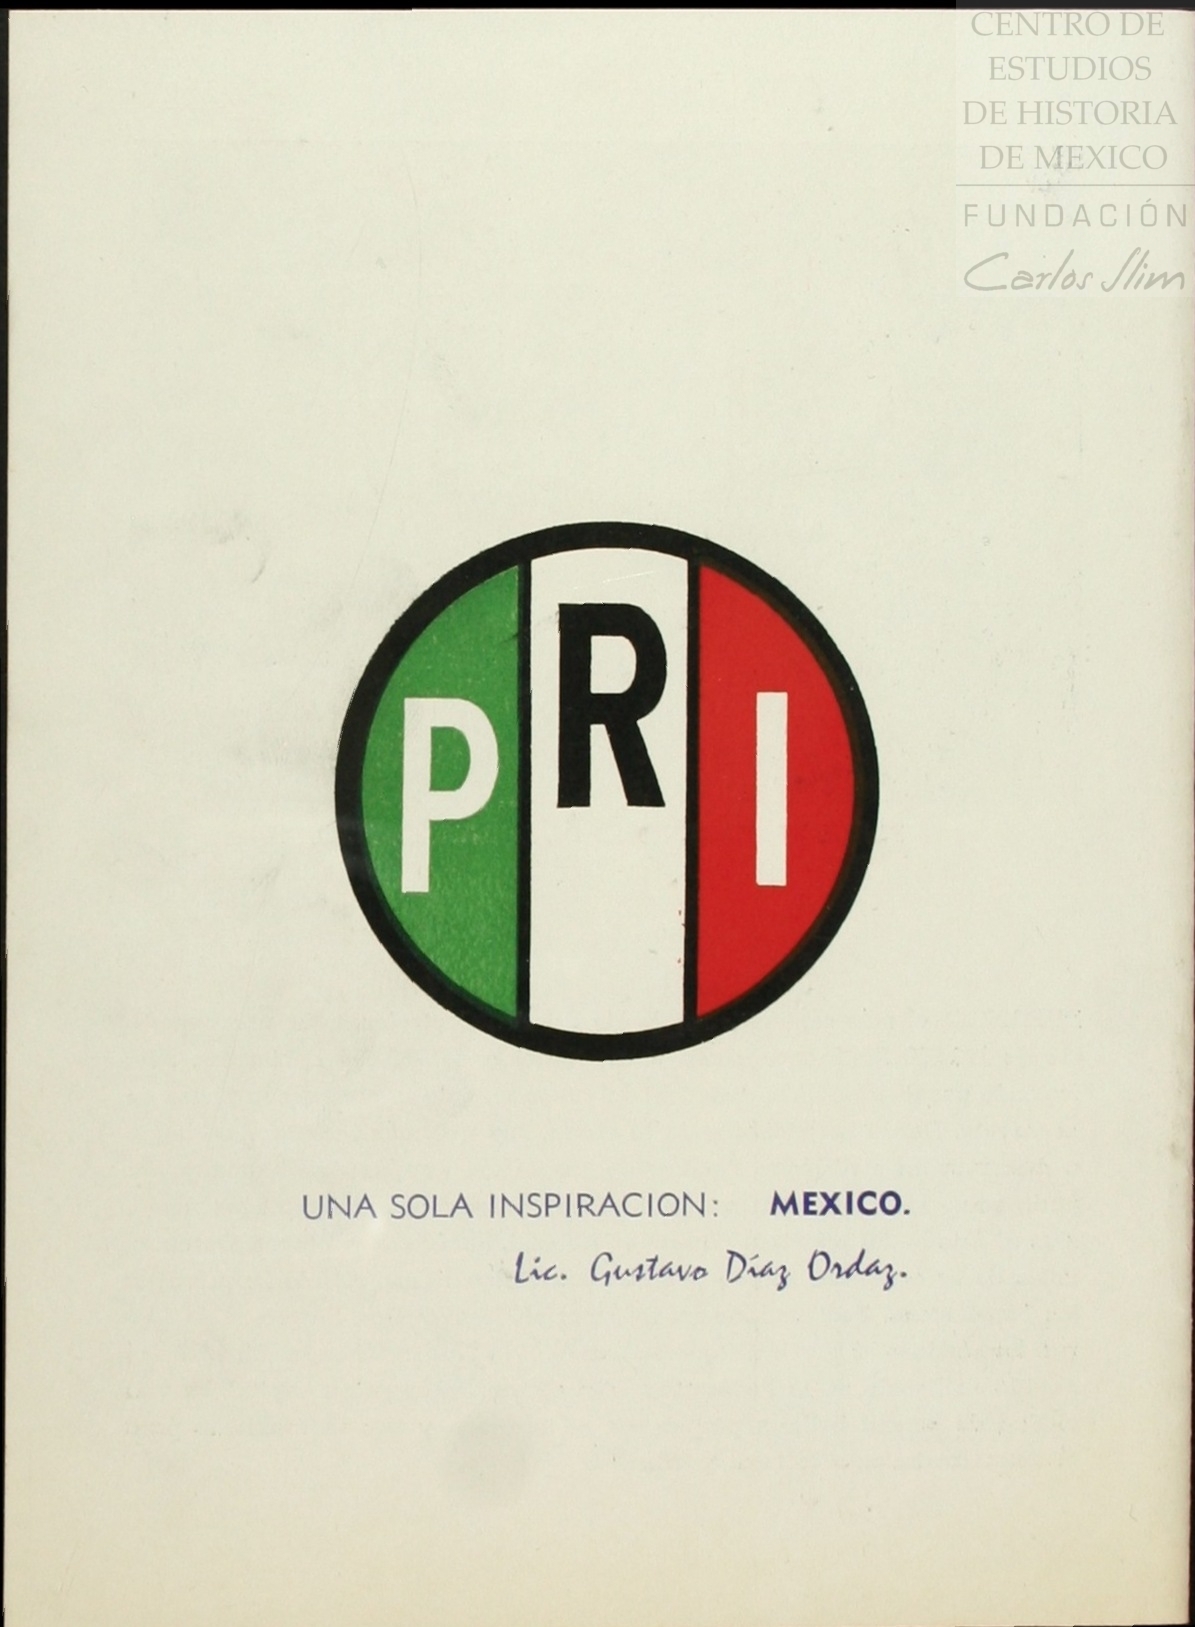 CENTRO DE
ESTUDIOS
DE HISTORIA
DE MEXICO
FUNDACIÓN
Carlos Slim
PRI
UNA SOLA INSPIRACION: MEXICO.
Lic. Gustavo Díaz Ordaz.